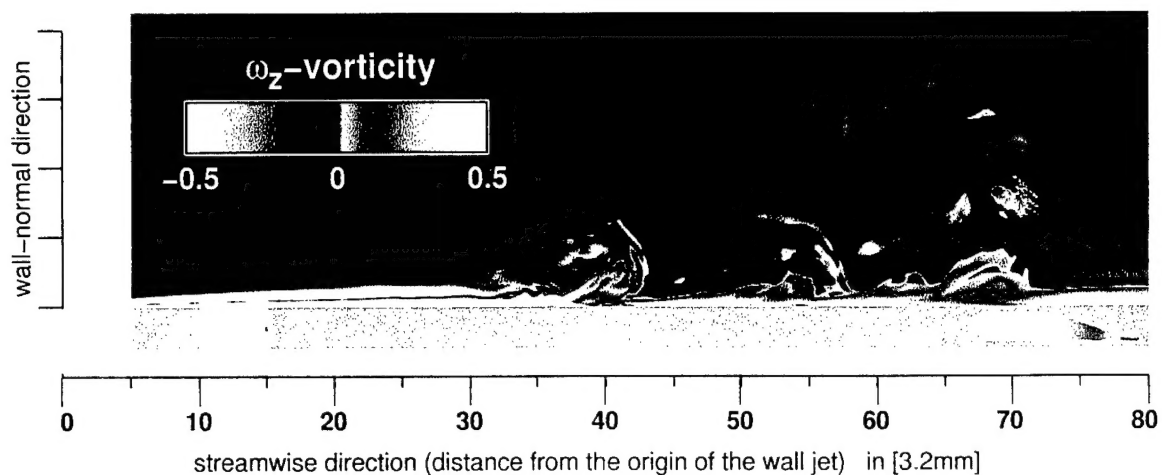 ω_z–vorticity
−0.5 0 0.5
wall–normal direction
0 10 20 30 40 50 60 70 80
streamwise direction (distance from the origin of the wall jet) in [3.2mm]